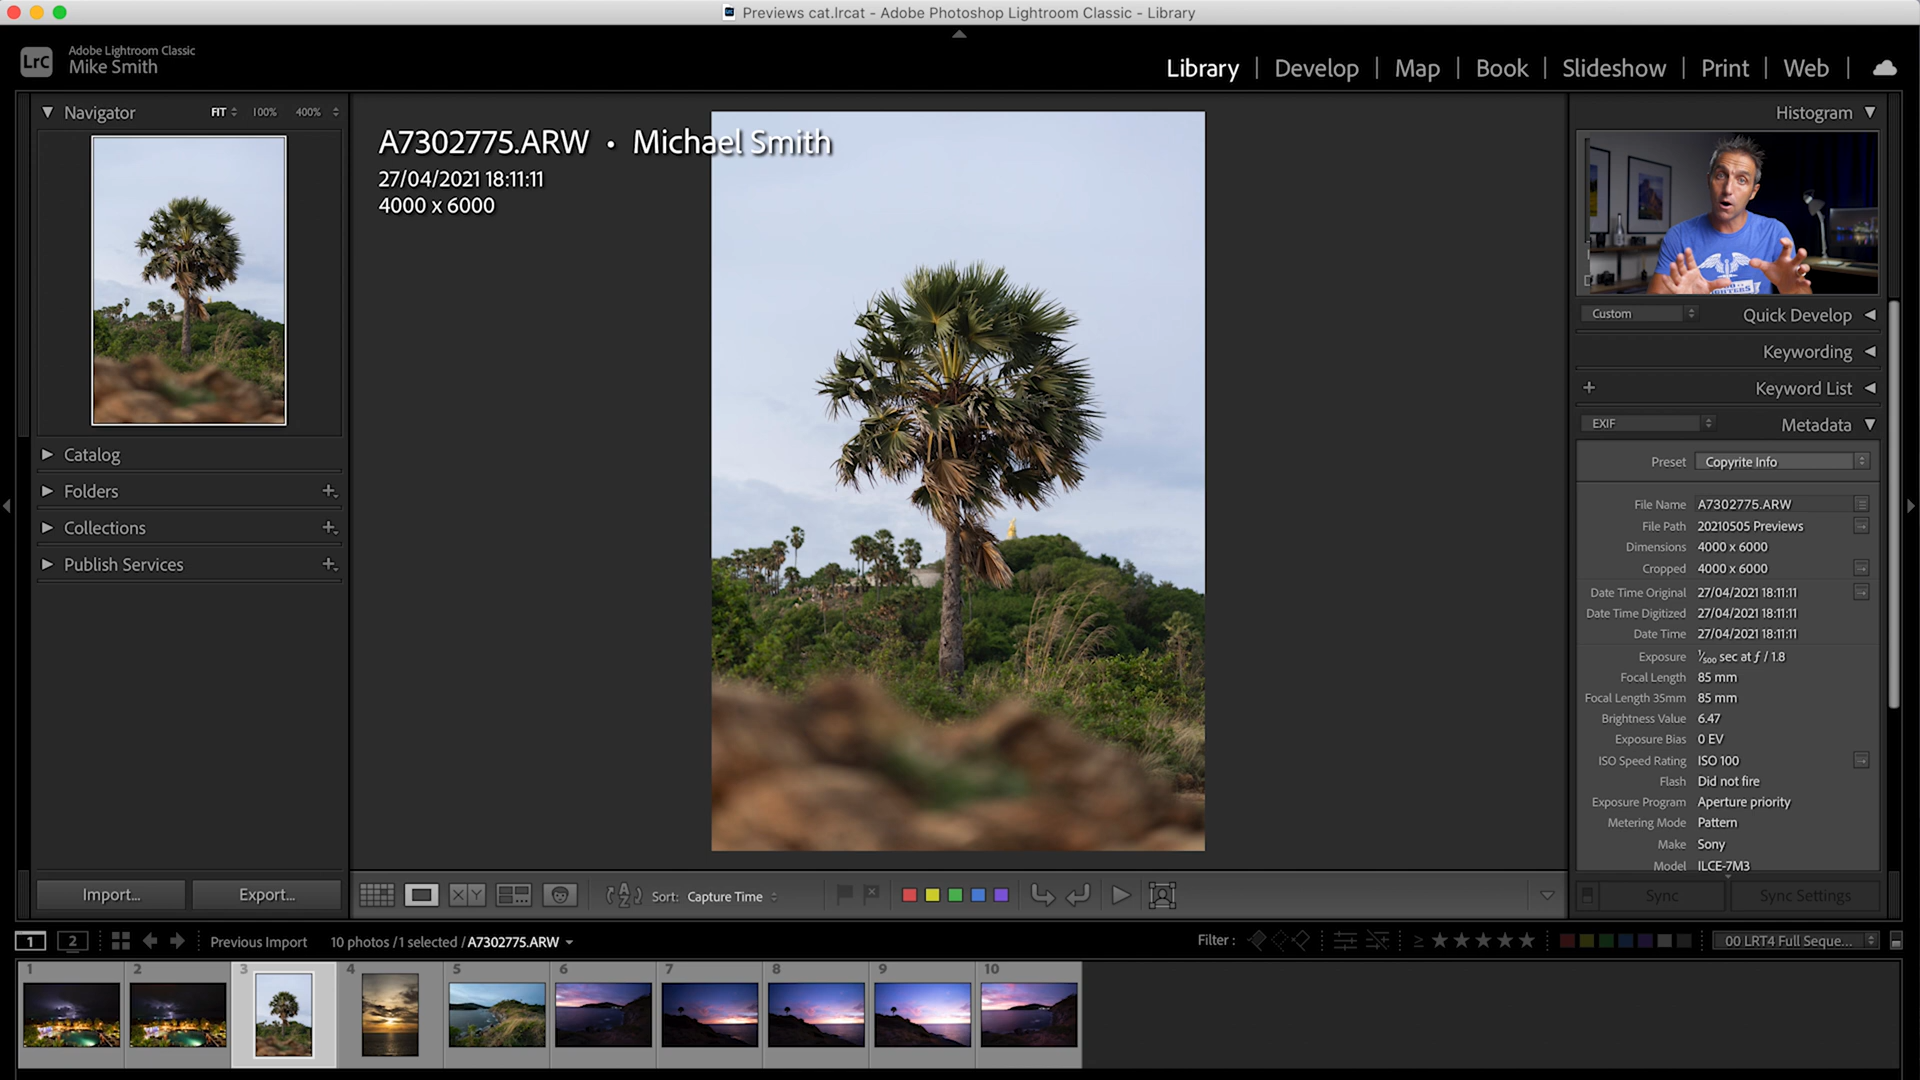 Previews cat.lrcat - Adobe Photoshop Lightroom Classic - Library
LrC
Adobe Lightroom Classic
Mike Smith
Library | Develop | Map | Book | Slideshow | Print | Web |
Navigator
FIT
100%
400%
A7302775.ARW • Michael Smith
27/04/2021 18:11:11
4000 x 6000
Catalog
Folders
Collections
Publish Services
Import...
Export...
Histogram
Custom
Quick Develop
Keywording
Keyword List
EXIF
Metadata
Preset Copyrite Info
File Name A7302775.ARW
File Path 20210505 Previews
Dimensions 4000 x 6000
Cropped 4000 x 6000
Date Time Original 27/04/2021 18:11:11
Date Time Digitized 27/04/2021 18:11:11
Date Time 27/04/2021 18:11:11
Exposure 1/500 sec at ƒ / 1.8
Focal Length 85 mm
Focal Length 35mm 85 mm
Brightness Value 6.47
Exposure Bias 0 EV
ISO Speed Rating ISO 100
Flash Did not fire
Exposure Program Aperture priority
Metering Mode Pattern
Make Sony
Model ILCE-7M3
Sync
Sync Settings
X Y
A Z
Sort: Capture Time
1
2
Previous Import
10 photos / 1 selected / A7302775.ARW
Filter :
≥ ★★★★★
00 LRT4 Full Seque...
1
2
3
4
5
6
7
8
9
10